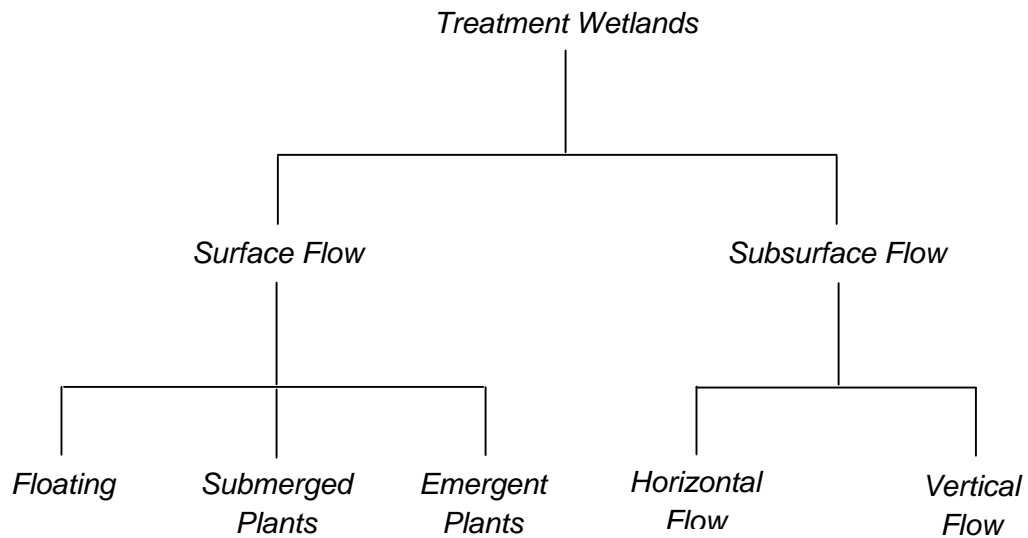 Treatment Wetlands
Surface Flow
Subsurface Flow
Floating
Submerged
Plants
Emergent
Plants
Horizontal
Flow
Vertical
Flow